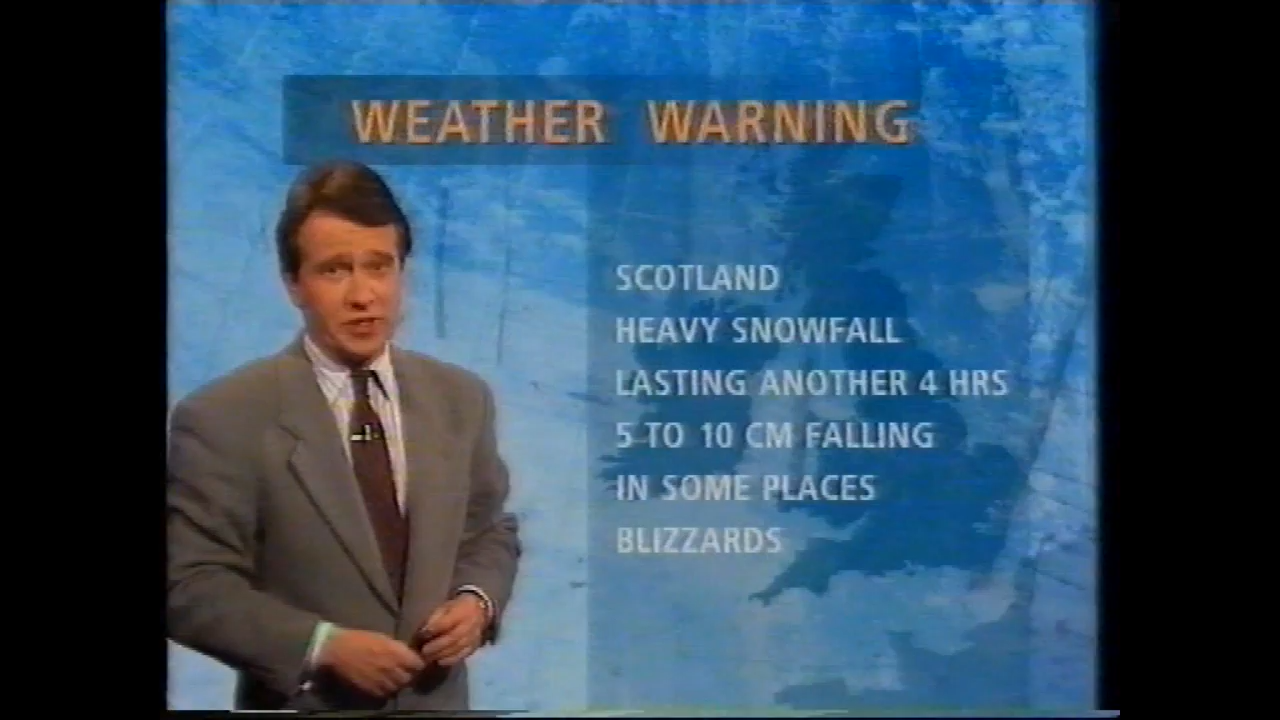 WEATHER WARNING
SCOTLAND
HEAVY SNOWFALL
LASTING ANOTHER 4 HRS
5 TO 10 CM FALLING
IN SOME PLACES
BLIZZARDS